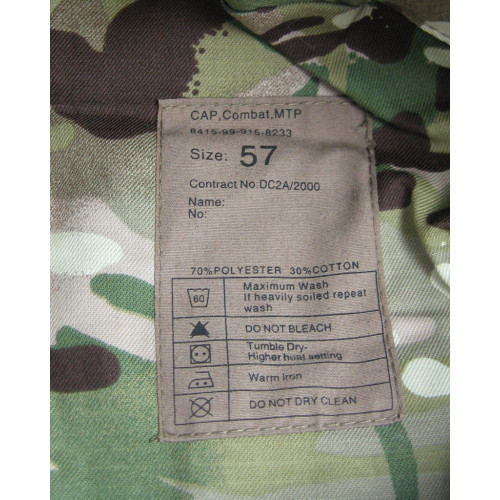 CAP,Combat,MTP
8415-99-915-8233
Size: 57
Contract No:DC2A/2000
Name:
No:
70%POLYESTER 30%COTTON
60
Maximum Wash
If heavily soiled repeat
wash
DO NOT BLEACH
Tumble Dry-
Higher hual setting
Warm Iron
DO NOT DRY CLEAN